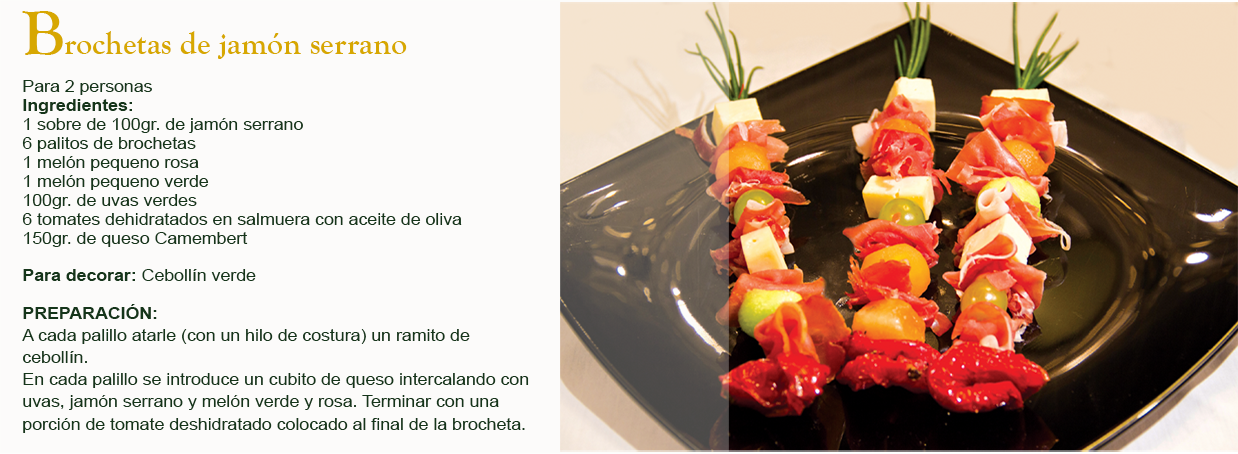 Brochetas de jamón serrano
Para 2 personas
Ingredientes:
1 sobre de 100gr. de jamón serrano
6 palitos de brochetas
1 melón pequeno rosa
1 melón pequeno verde
100gr. de uvas verdes
6 tomates dehidratados en salmuera con aceite de oliva
150gr. de queso Camembert
Para decorar: Cebollín verde
PREPARACIÓN:
A cada palillo atarle (con un hilo de costura) un ramito de
cebollín.
En cada palillo se introduce un cubito de queso intercalando con
uvas, jamón serrano y melón verde y rosa. Terminar con una
porción de tomate deshidratado colocado al final de la brocheta.